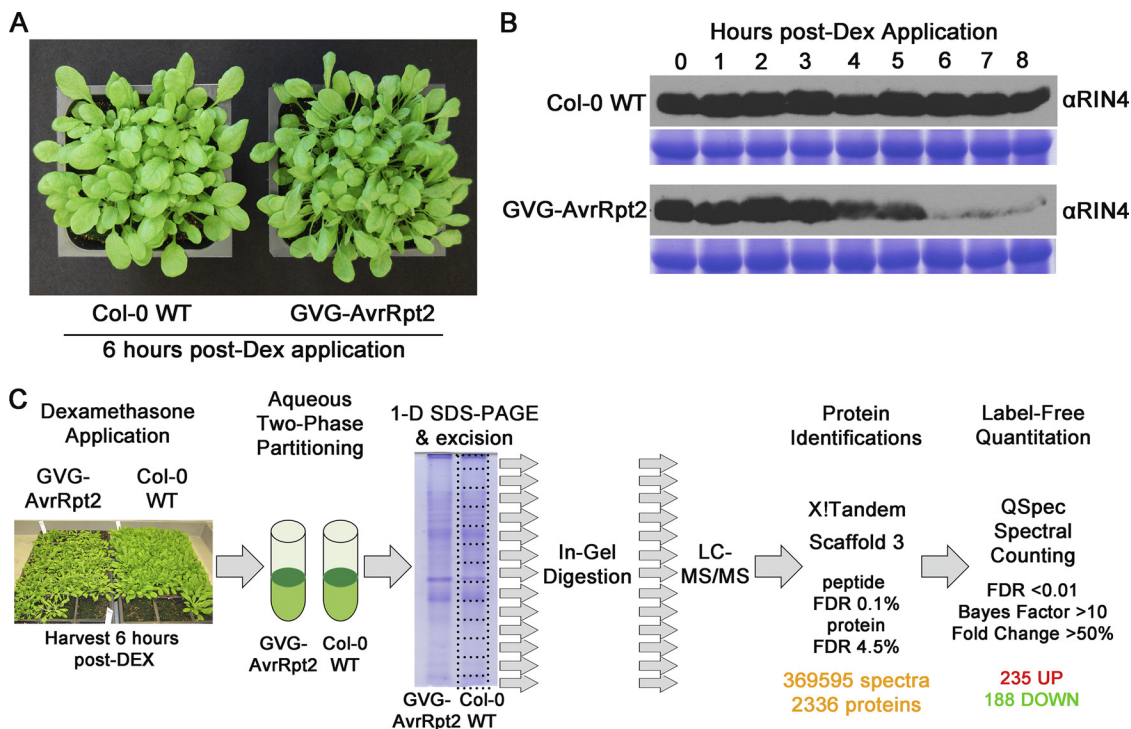 A
Col-0 WT
GVG-AvrRpt2
6 hours post-Dex application
B
Hours post-Dex Application
0 1 2 3 4 5 6 7 8
Col-0 WT
αRIN4
GVG-AvrRpt2
αRIN4
C
Dexamethasone
Application
GVG-
AvrRpt2
Col-0
WT
Harvest 6 hours
post-DEX
Aqueous
Two-Phase
Partitioning
GVG-
AvrRpt2
Col-0
WT
1-D SDS-PAGE
& excision
GVG-
AvrRpt2
Col-0
WT
In-Gel
Digestion
LC-
MS/MS
Protein
Identifications
X!Tandem
Scaffold 3
peptide
FDR 0.1%
protein
FDR 4.5%
369595 spectra
2336 proteins
Label-Free
Quantitation
QSpec
Spectral
Counting
FDR <0.01
Bayes Factor >10
Fold Change >50%
235 UP
188 DOWN